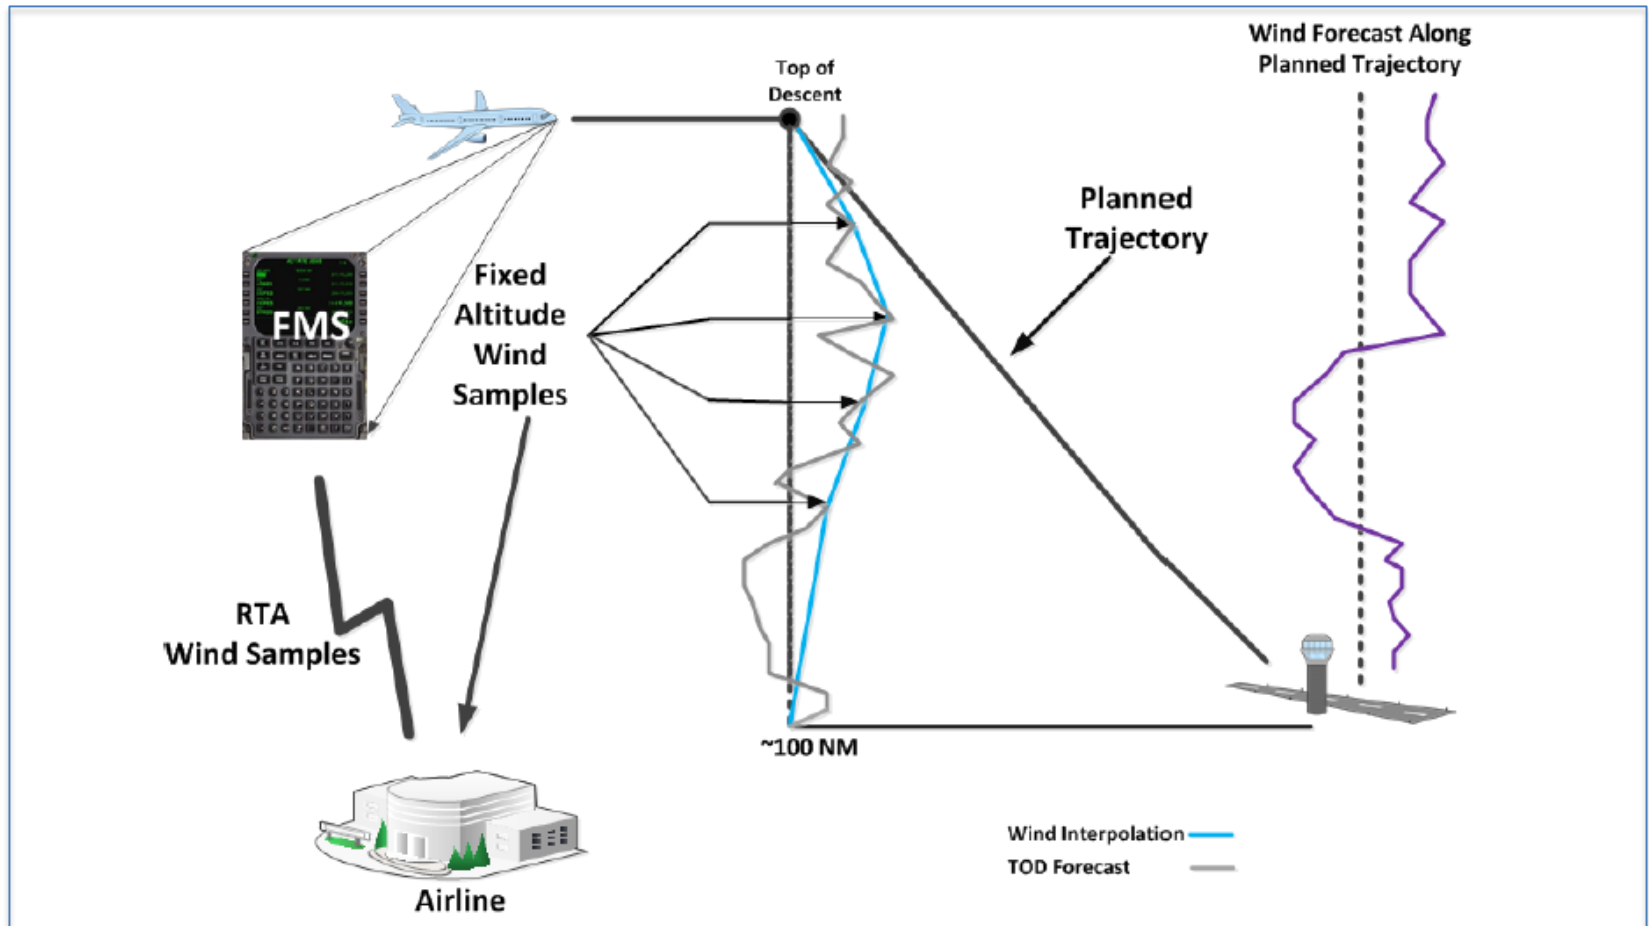 Wind Forecast Along
Planned Trajectory
Top of
Descent
Planned
Trajectory
Fixed
Altitude
Wind
Samples
FMS
RTA
Wind Samples
~100 NM
Wind Interpolation
TOD Forecast
Airline